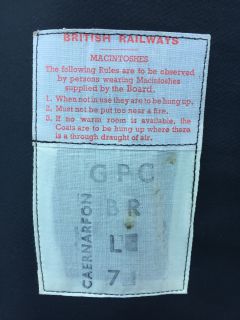 BRITISH RAILWAYS
MACINTOSHES
The following Rules are to be observed
by persons wearing Macintoshes
supplied by the Board.
1. When not in use they are to be hung up.
2. Must not be put too near a fire.
3. If no warm room is available, the
Coats are to be hung up where there
is a through draught of air.
CAERNARFON
GPC
BR
L
7